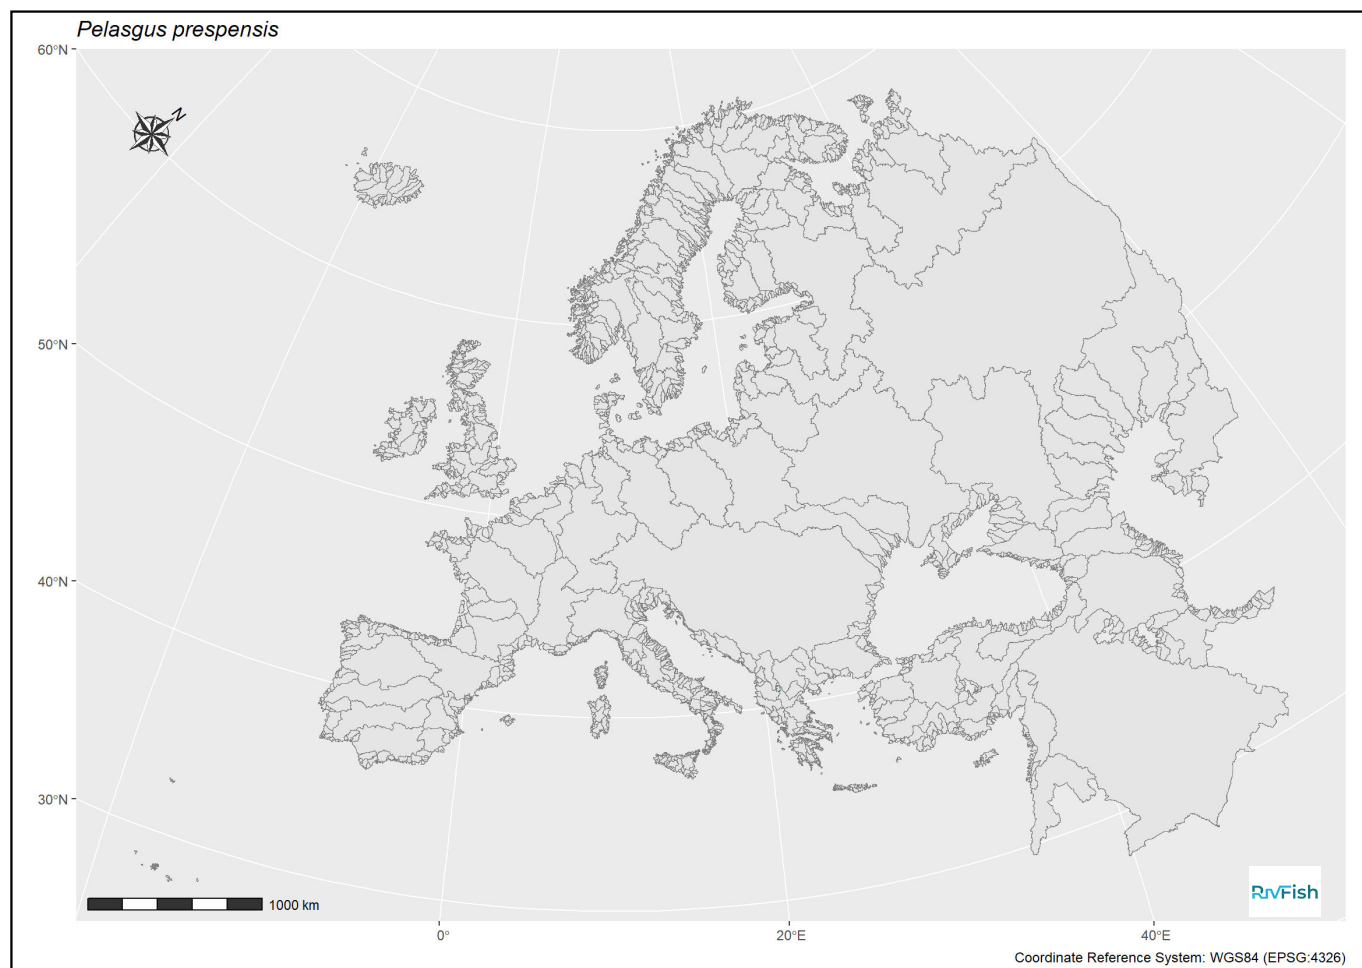 Pelasgus prespensis
60°N
N
50°N
40°N
30°N
1000 km
RIVFish
0°
20°E
40°E
Coordinate Reference System: WGS84 (EPSG:4326)